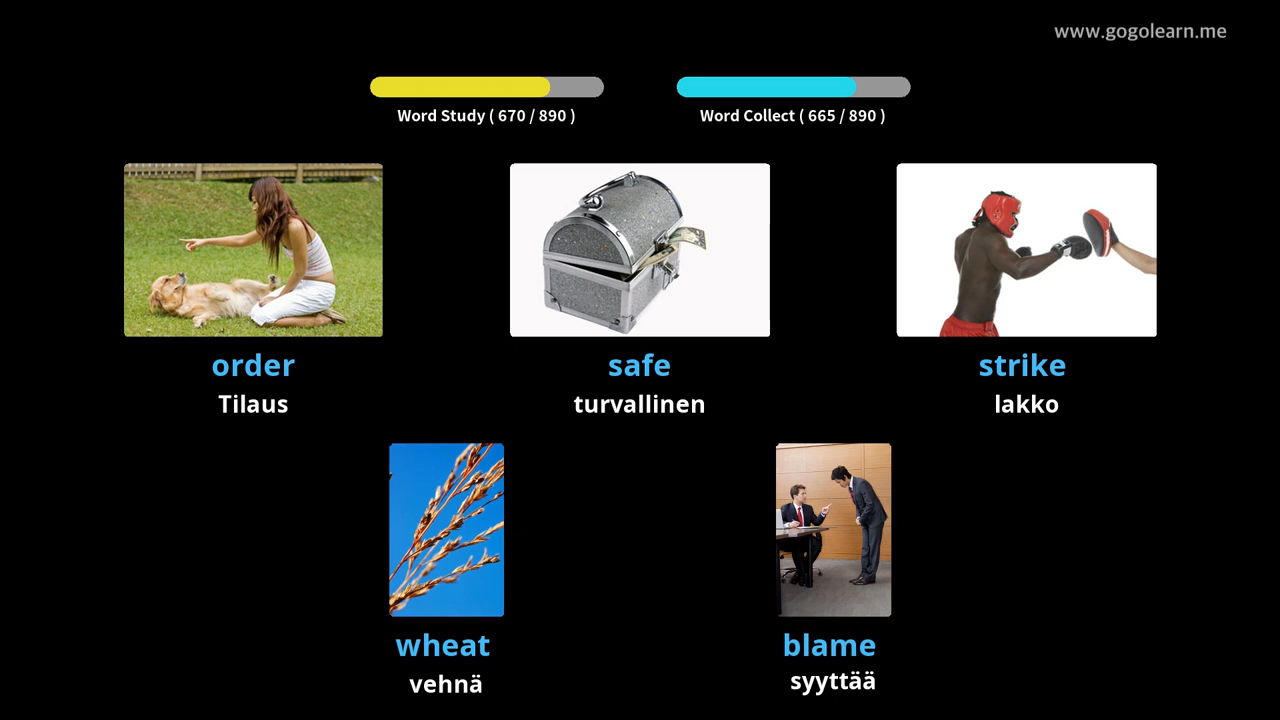 www.gogolearn.me
Word Study ( 670 / 890 )
Word Collect ( 665 / 890 )
order
Tilaus
safe
turvallinen
strike
lakko
wheat
vehnä
blame
syyttää